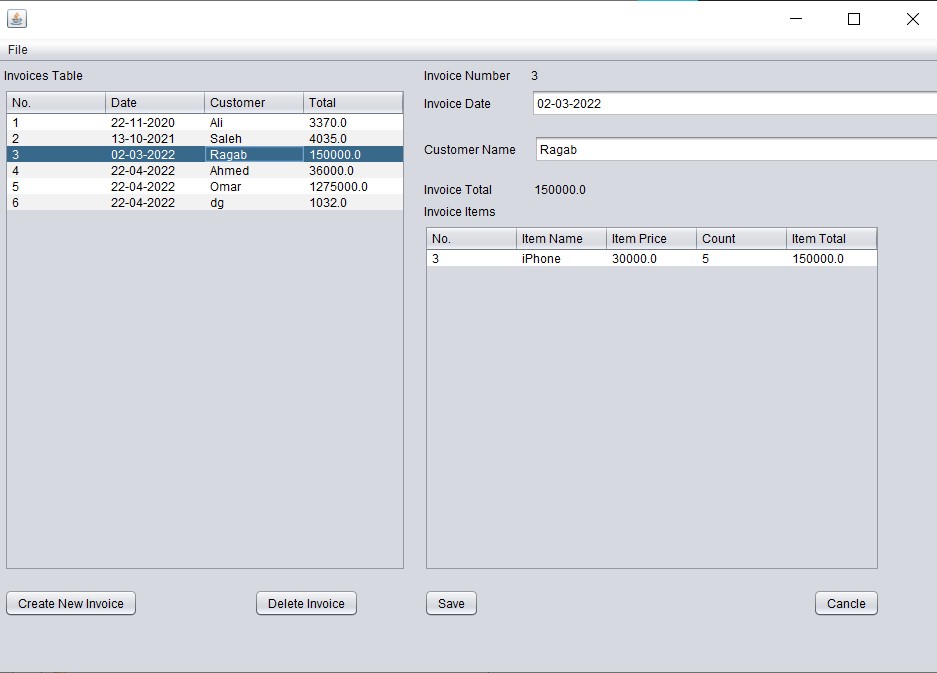 File
Invoices Table
No. Date Customer Total
1 22-11-2020 Ali 3370.0
2 13-10-2021 Saleh 4035.0
3 02-03-2022 Ragab 150000.0
4 22-04-2022 Ahmed 36000.0
5 22-04-2022 Omar 1275000.0
6 22-04-2022 dg 1032.0
Create New Invoice Delete Invoice
Invoice Number 3
Invoice Date 02-03-2022
Customer Name Ragab
Invoice Total 150000.0
Invoice Items
No. Item Name Item Price Count Item Total
3 iPhone 30000.0 5 150000.0
Save Cancle